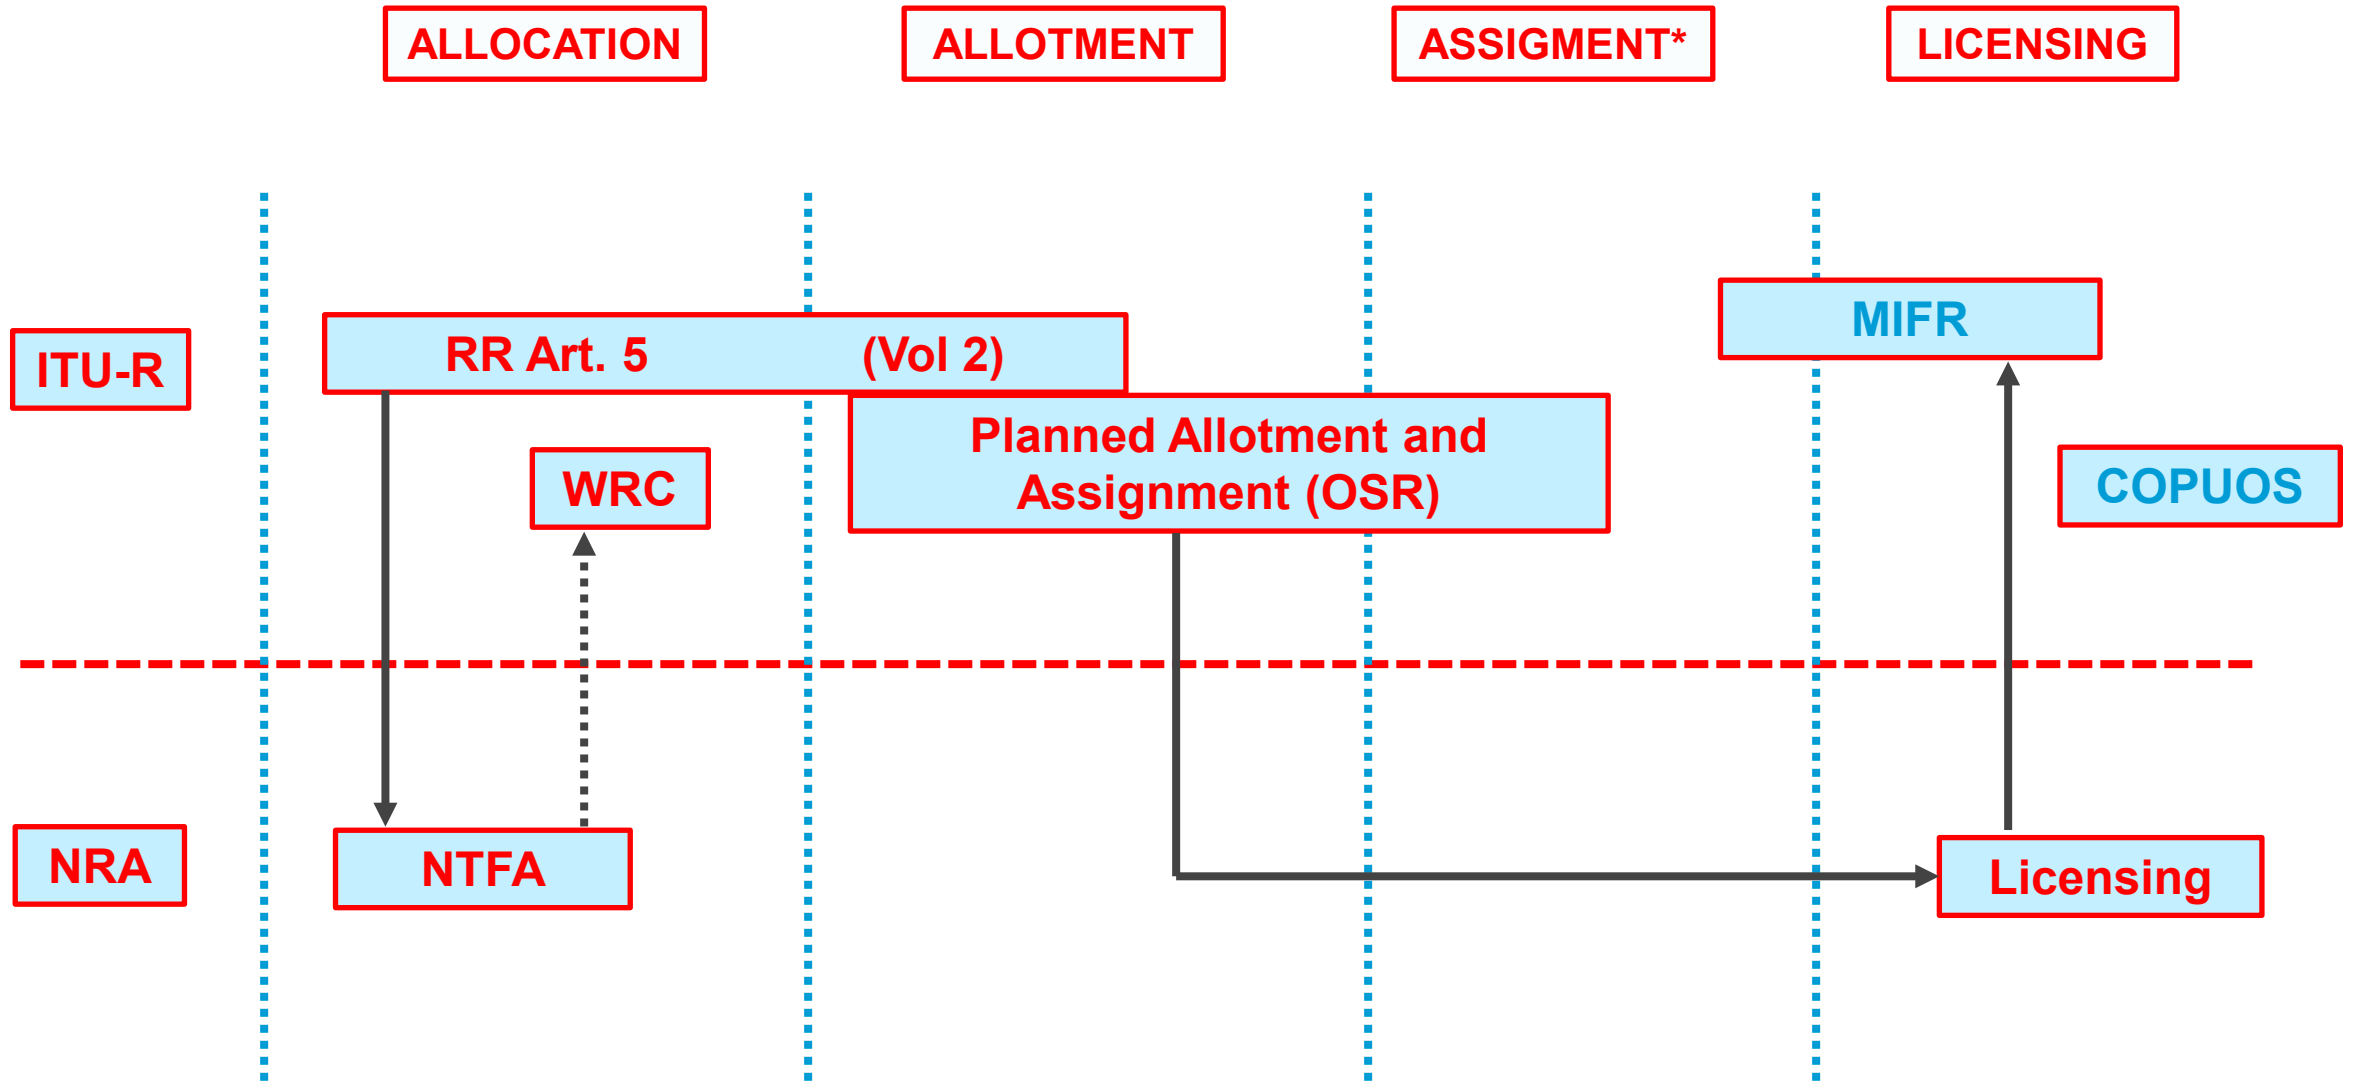 ALLOCATION
ALLOTMENT
ASSIGMENT*
LICENSING
ITU-R
RR Art. 5 (Vol 2)
MIFR
Planned Allotment and
Assignment (OSR)
WRC
COPUOS
NRA
NTFA
Licensing